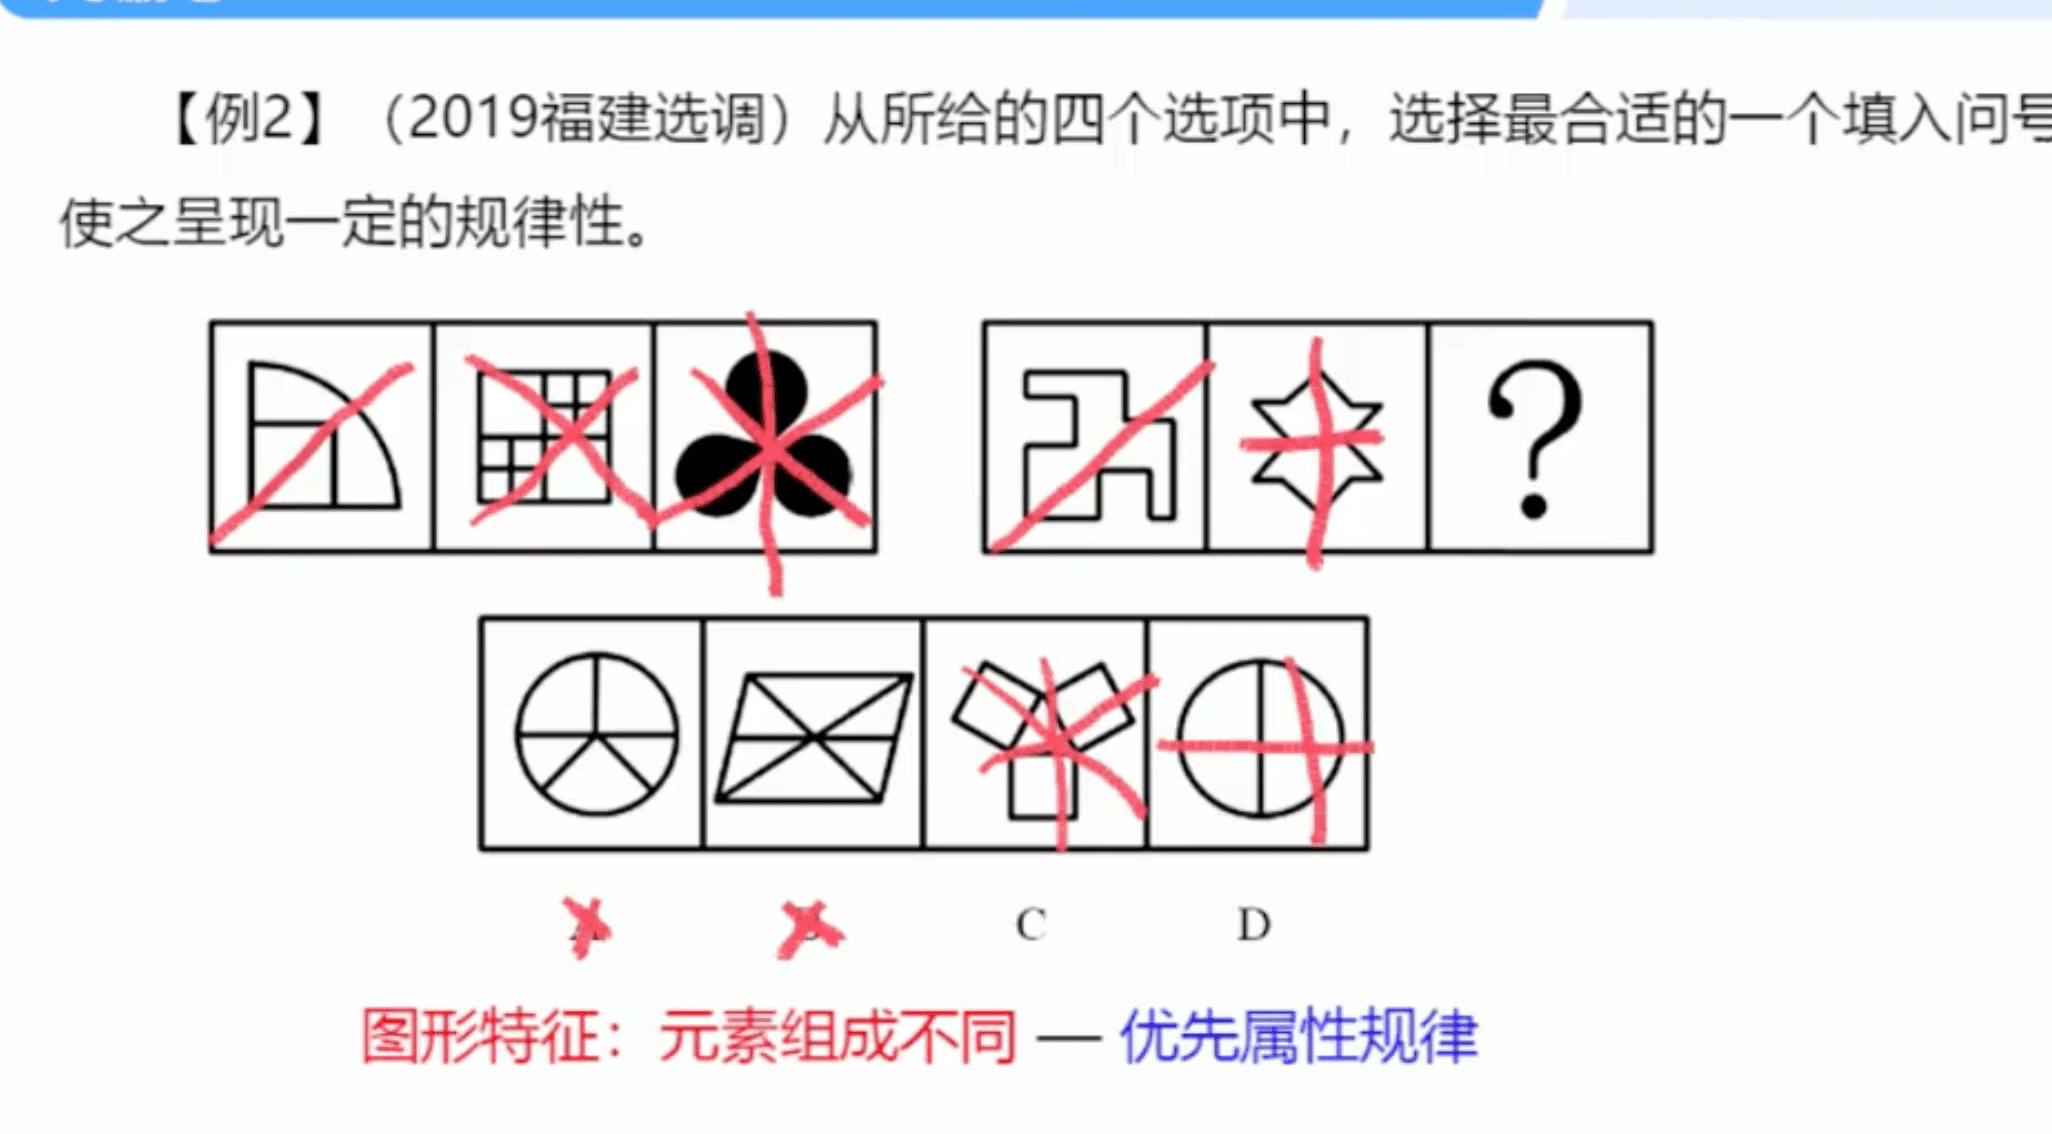 【例2】（2019福建选调）从所给的四个选项中，选择最合适的一个填入问号
使之呈现一定的规律性。
?
C D
图形特征：元素组成不同 — 优先属性规律